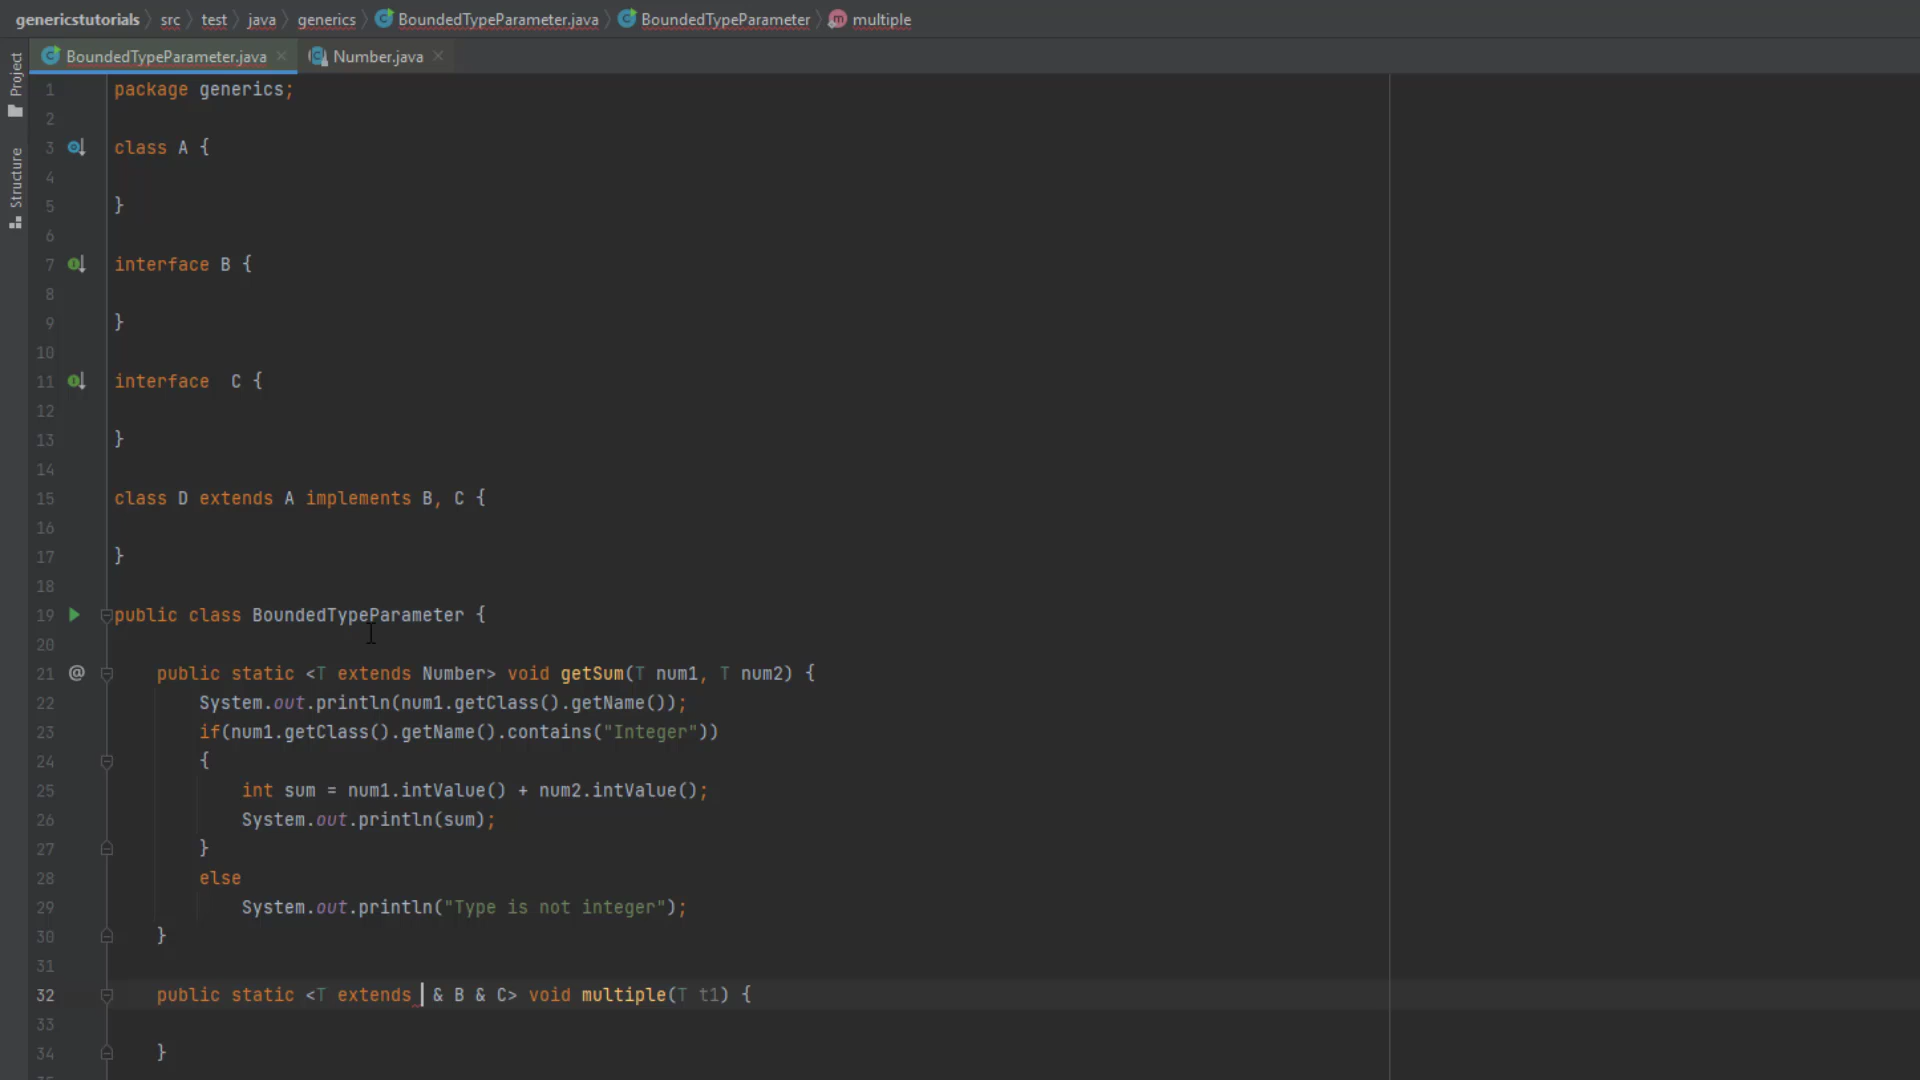 genericstutorials src test java generics BoundedTypeParameter.java BoundedTypeParameter multiple
BoundedTypeParameter.java Number.java
Project
Structure
1 package generics;
2
3 class A {
4
5 }
6
7 interface B {
8
9 }
10
11 interface  C {
12
13 }
14
15 class D extends A implements B, C {
16
17 }
18
19 public class BoundedTypeParameter {
20
21 @ public static <T extends Number> void getSum(T num1, T num2) {
22 System.out.println(num1.getClass().getName());
23 if(num1.getClass().getName().contains("Integer"))
24 {
25 int sum = num1.intValue() + num2.intValue();
26 System.out.println(sum);
27 }
28 else
29 System.out.println("Type is not integer");
30 }
31
32 public static <T extends  & B & C> void multiple(T t1) {
33
34 }